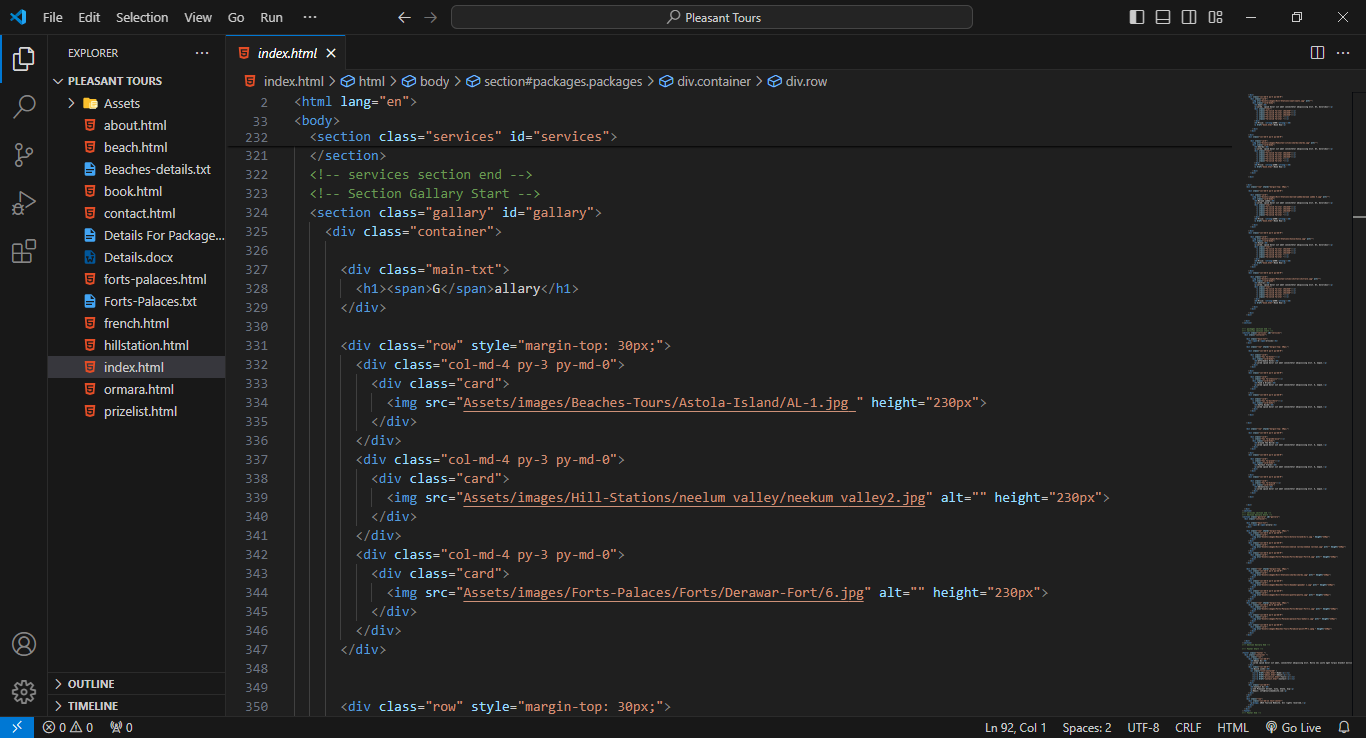 File Edit Selection View Go Run ···
Pleasant Tours
EXPLORER ···
PLEASANT TOURS
Assets
about.html
beach.html
Beaches-details.txt
book.html
contact.html
Details For Package...
Details.docx
forts-palaces.html
Forts-Palaces.txt
french.html
hillstation.html
index.html
ormara.html
prizelist.html
OUTLINE
TIMELINE
index.html
index.html > html > body > section#packages.packages > div.container > div.row
2 <html lang="en">
33 <body>
232 <section class="services" id="services">
321 </section>
322 <!-- services section end -->
323 <!-- Section Gallary Start -->
324 <section class="gallary" id="gallary">
325 <div class="container">
326
327 <div class="main-txt">
328 <h1><span>G</span>allary</h1>
329 </div>
330
331 <div class="row" style="margin-top: 30px;">
332 <div class="col-md-4 py-3 py-md-0">
333 <div class="card">
334 <img src="Assets/images/Beaches-Tours/Astola-Island/AL-1.jpg " height="230px">
335 </div>
336 </div>
337 <div class="col-md-4 py-3 py-md-0">
338 <div class="card">
339 <img src="Assets/images/Hill-Stations/neelum valley/neekum valley2.jpg" alt="" height="230px">
340 </div>
341 </div>
342 <div class="col-md-4 py-3 py-md-0">
343 <div class="card">
344 <img src="Assets/images/Forts-Palaces/Forts/Derawar-Fort/6.jpg" alt="" height="230px">
345 </div>
346 </div>
347 </div>
348
349
350 <div class="row" style="margin-top: 30px;">
0 0 0 Ln 92, Col 1 Spaces: 2 UTF-8 CRLF HTML Go Live